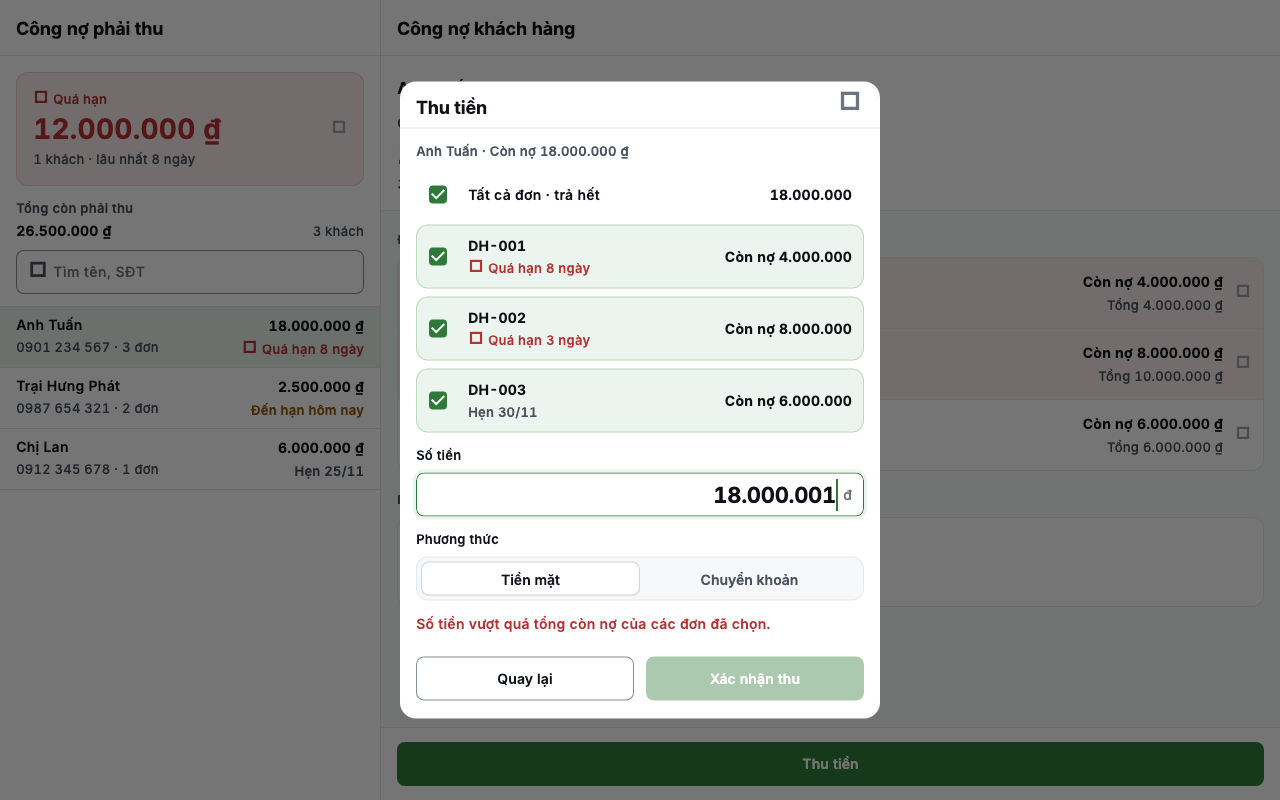 Công nợ phải thu
Quá hạn
12.000.000 ₫
1 khách · lâu nhất 8 ngày
Tổng còn phải thu
26.500.000 ₫
3 khách
Tìm tên, SĐT
Anh Tuấn
18.000.000 ₫
0901 234 567 · 3 đơn
Quá hạn 8 ngày
Trại Hưng Phát
2.500.000 ₫
0987 654 321 · 2 đơn
Đến hạn hôm nay
Chị Lan
6.000.000 ₫
0912 345 678 · 1 đơn
Hẹn 25/11
Công nợ khách hàng
Thu tiền
Anh Tuấn · Còn nợ 18.000.000 ₫
Tất cả đơn · trả hết
18.000.000
DH-001
Quá hạn 8 ngày
Còn nợ 4.000.000
DH-002
Quá hạn 3 ngày
Còn nợ 8.000.000
DH-003
Hẹn 30/11
Còn nợ 6.000.000
Số tiền
18.000.001 đ
Phương thức
Tiền mặt
Chuyển khoản
Số tiền vượt quá tổng còn nợ của các đơn đã chọn.
Quay lại
Xác nhận thu
Còn nợ 4.000.000 ₫
Tổng 4.000.000 ₫
Còn nợ 8.000.000 ₫
Tổng 10.000.000 ₫
Còn nợ 6.000.000 ₫
Tổng 6.000.000 ₫
Thu tiền